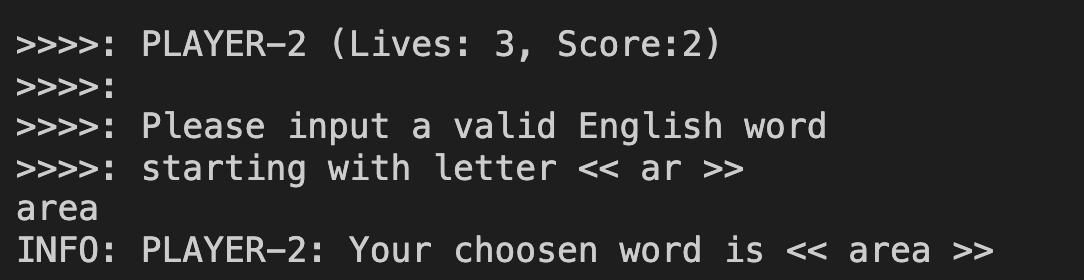 >>>>: PLAYER-2 (Lives: 3, Score:2)
>>>>:
>>>>: Please input a valid English word
>>>>: starting with letter << ar >>
area
INFO: PLAYER-2: Your choosen word is << area >>